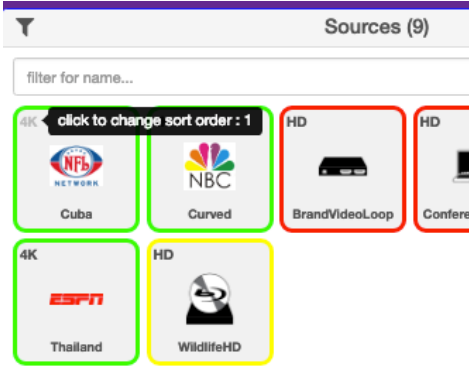 Sources (9)
filter for name...
4K click to change sort order : 1 HD HD
NFL
NETWORK
NBC
Cuba Curved BrandVideoLoop Confere
4K HD
ESPN
Thailand WildlifeHD